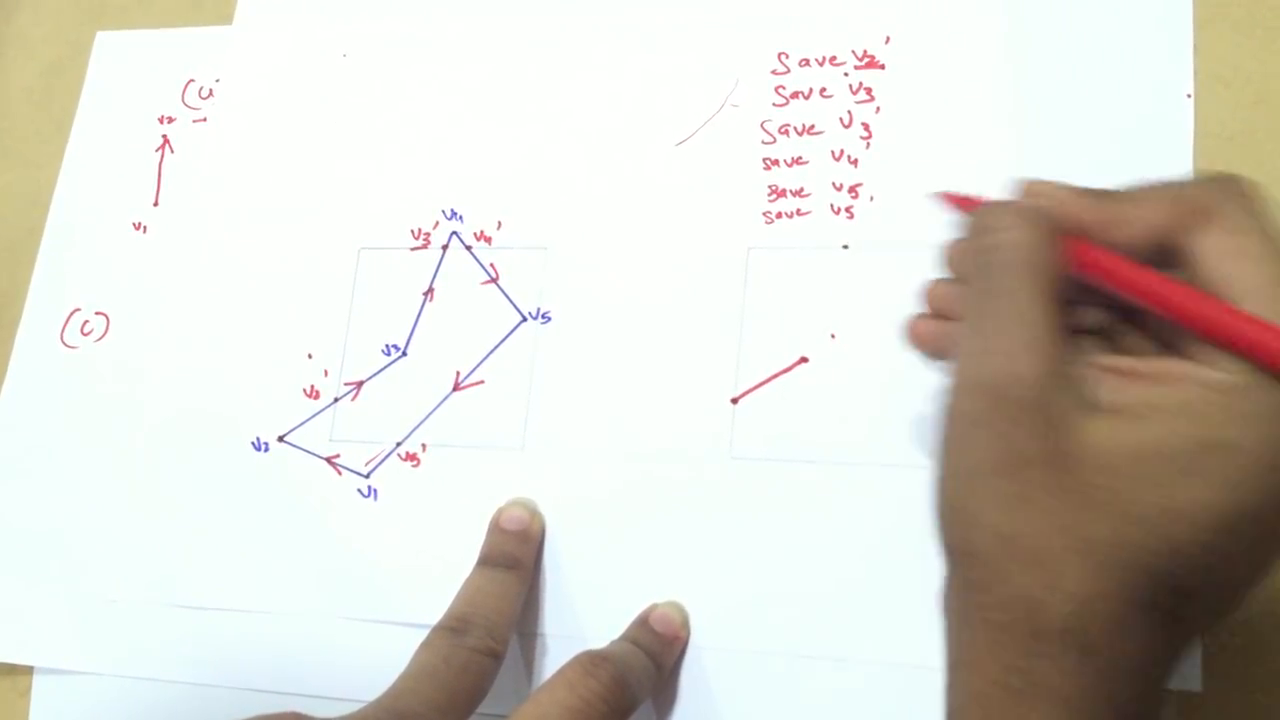 save v2'
save v3
save v3'
save v4'
save v5,
save v5
v2
v1
v4
v3'
v4'
v5
(c)
v3
v2'
v2
v5'
v1